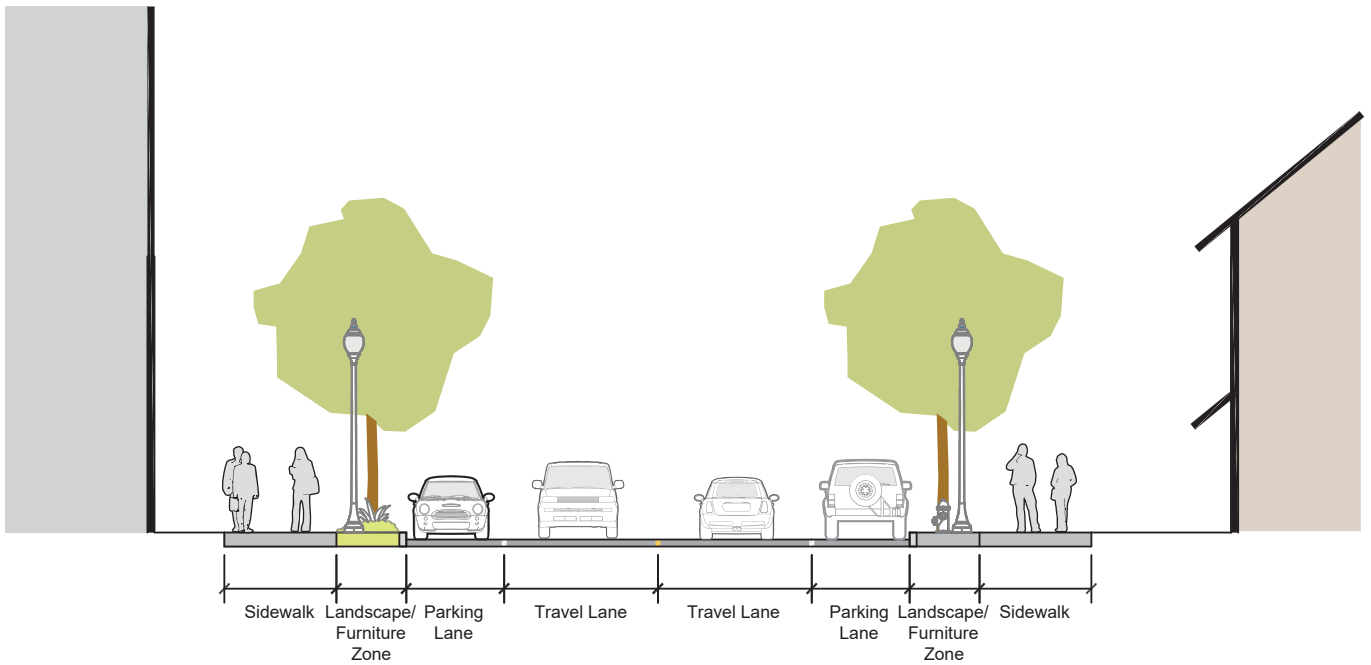 Sidewalk
Landscape/
Furniture
Zone
Parking
Lane
Travel Lane
Travel Lane
Parking
Lane
Landscape/
Furniture
Zone
Sidewalk